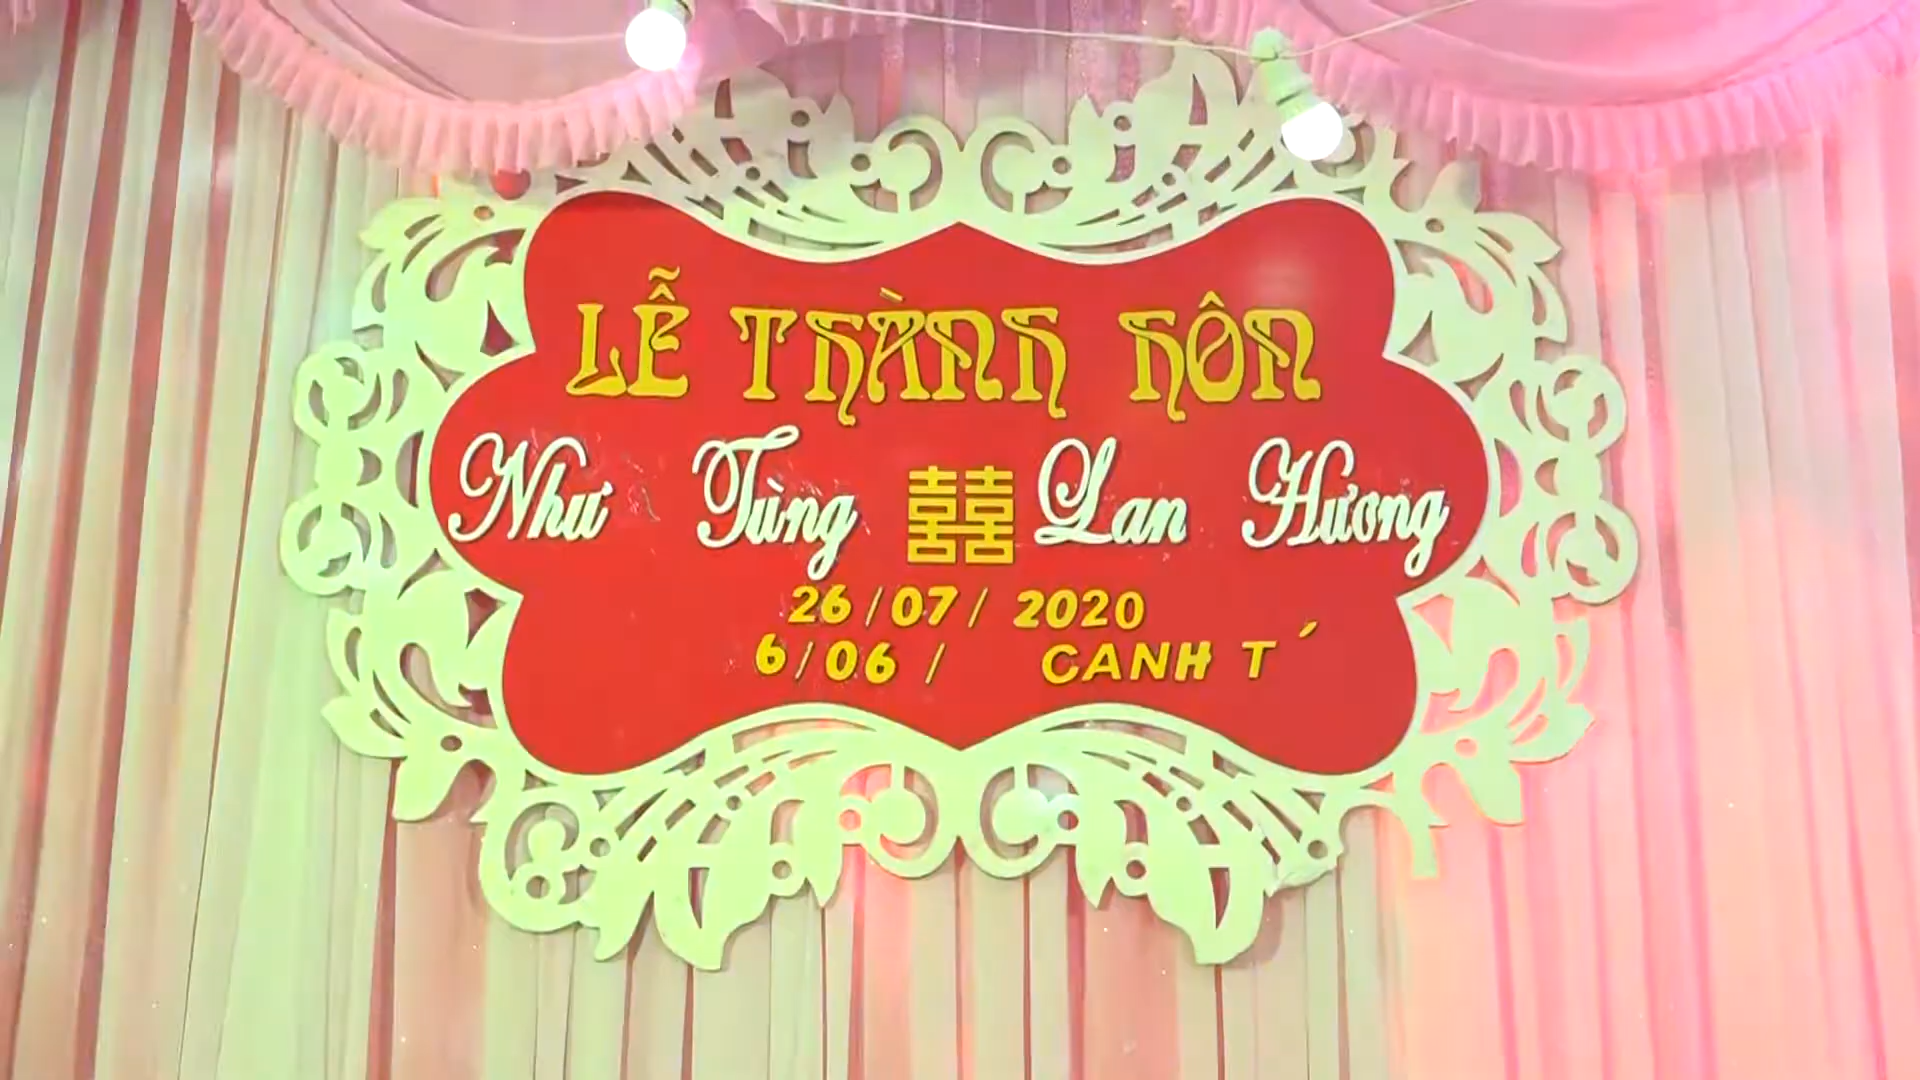 LỄ THÀNH HÔN
Như Tùng 囍 Lan Hương
26/07/2020
6/06/ CANH T´